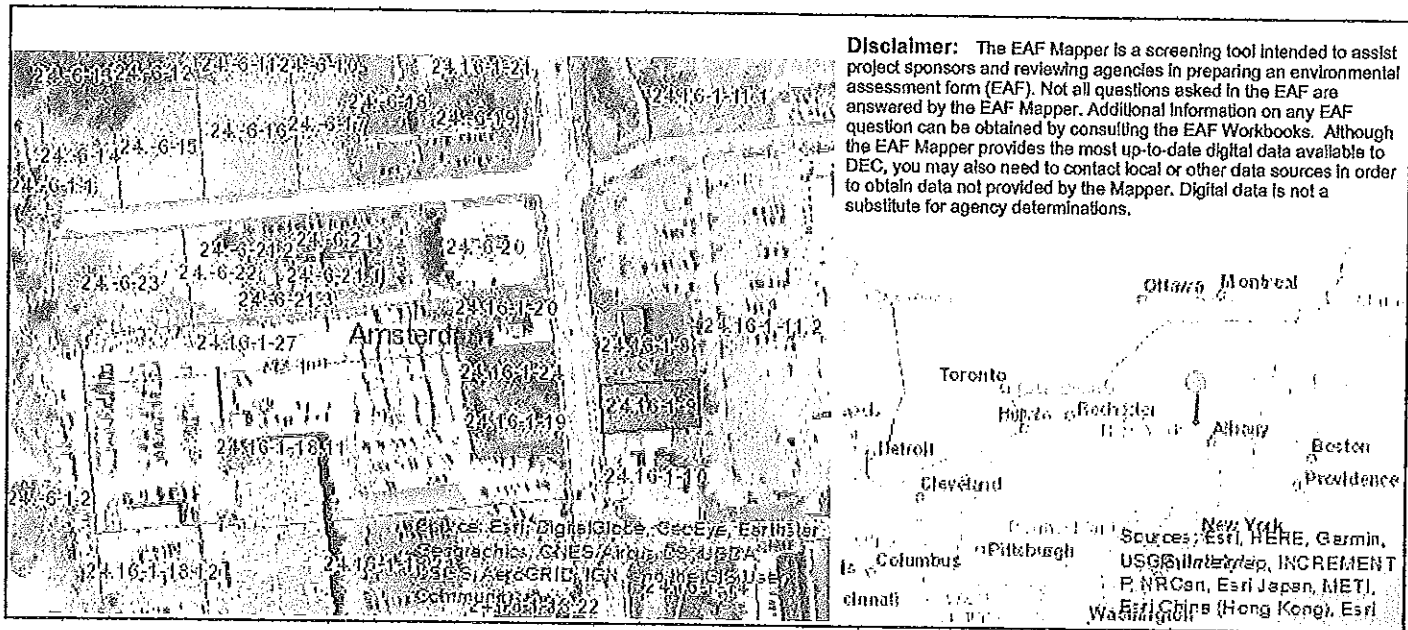 Disclaimer: The EAF Mapper is a screening tool intended to assist
project sponsors and reviewing agencies in preparing an environmental
assessment form (EAF). Not all questions asked in the EAF are
answered by the EAF Mapper. Additional information on any EAF
question can be obtained by consulting the EAF Workbooks. Although
the EAF Mapper provides the most up-to-date digital data available to
DEC, you may also need to contact local or other data sources in order
to obtain data not provided by the Mapper. Digital data is not a
substitute for agency determinations.
24.-6-13 24.-6-12 24.-6-11 24.-6-10 24.16-1-21
24.-6-18 24.16-1-11.1
24.-6-16 24.-6-17 24.-6-19
24.-6-14 24.-6-15
24.-6-1.1
24.-6-21.2 24.-6-21 24.-6-20
24.-6-23 24.-6-22 24.-6-21.1
24.-6-21.3 24.16-1-20
24.16-1-27 Amsterdam 24.16-1-9 24.16-1-11.2
24.16-1-24
24.16-1-8
24.16-1-19
24.16-1-18.11
24.16-1-10
24.-6-1.2
24.16-1-18.12
Source: Esri, DigitalGlobe, GeoEye, Earthstar
Geographics, CNES/Airbus DS, USDA,
USGS, AeroGRID, IGN, and the GIS User
Community
Ottawa Montreal
Toronto
Rochester
Albany
Detroit Boston
Cleveland Providence
New York
Columbus Pittsburgh
cinnati
Washington
Sources: Esri, HERE, Garmin,
USGS, Intermap, INCREMENT
P, NRCan, Esri Japan, METI,
Esri China (Hong Kong), Esri